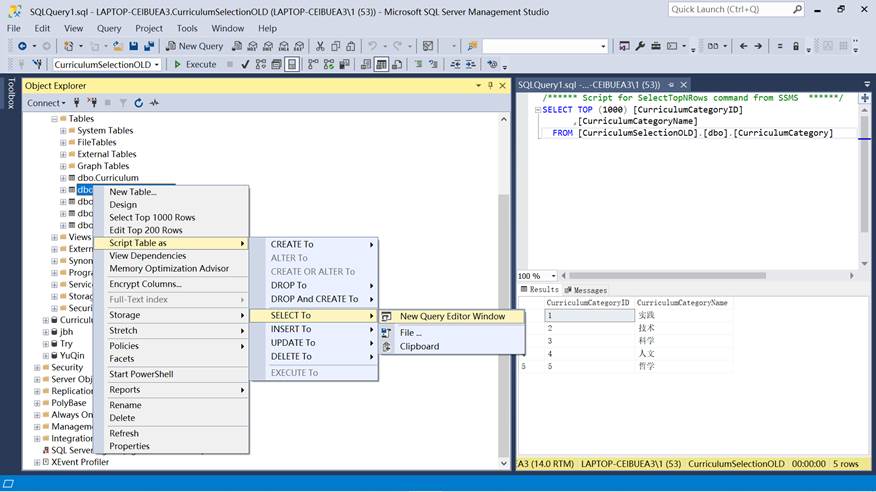 SQLQuery1.sql - LAPTOP-CEIBUEA3.CurriculumSelectionOLD (LAPTOP-CEIBUEA3\1 (53)) - Microsoft SQL Server Management Studio
Quick Launch (Ctrl+Q)
File Edit View Query Project Tools Window Help
New Query
CurriculumSelectionOLD
Execute
Toolbox
Object Explorer
Connect
Tables
System Tables
FileTables
External Tables
Graph Tables
dbo.Curriculum
dbo
dbo
dbo
dbo
Views
Extern
Synon
Progr
Servic
Storag
Securi
Curriculu
jbh
Try
YuQin
Security
Server Obj
Replication
PolyBase
Always On
Managem
Integration
SQL Server
XEvent Profiler
New Table...
Design
Select Top 1000 Rows
Edit Top 200 Rows
Script Table as
View Dependencies
Memory Optimization Advisor
Encrypt Columns...
Full-Text index
Storage
Stretch
Policies
Facets
Start PowerShell
Reports
Rename
Delete
Refresh
Properties
CREATE To
ALTER To
CREATE OR ALTER To
DROP To
DROP And CREATE To
SELECT To
INSERT To
UPDATE To
DELETE To
EXECUTE To
New Query Editor Window
File ...
Clipboard
SQLQuery1.sql -...-CEIBUEA3\1 (53))
/****** Script for SelectTopNRows command from SSMS ******/
SELECT TOP (1000) [CurriculumCategoryID]
,[CurriculumCategoryName]
FROM [CurriculumSelectionOLD].[dbo].[CurriculumCategory]
100 %
Results Messages
CurriculumCategoryID CurriculumCategoryName
1 实践
2 技术
3 科学
4 人文
5 5 哲学
A3 (14.0 RTM) LAPTOP-CEIBUEA3\1 (53) CurriculumSelectionOLD 00:00:00 5 rows